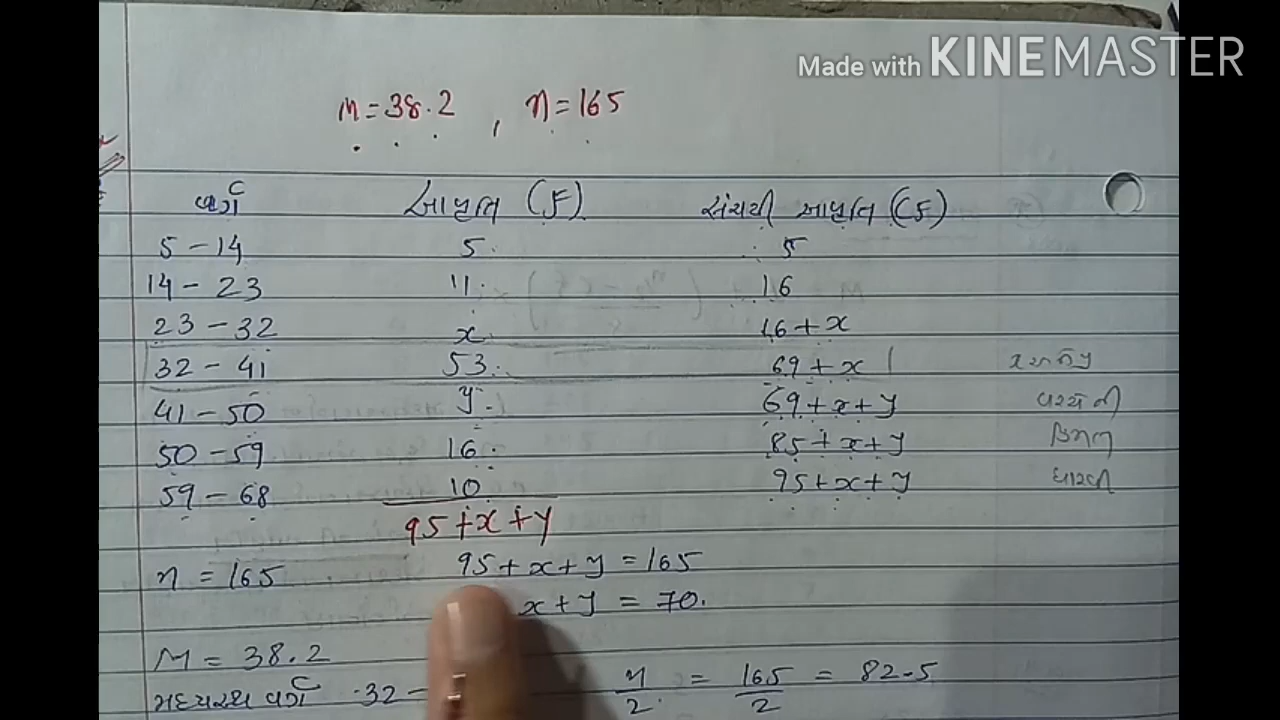 Made with KINEMASTER
M = 38.2 , n = 165
વર્ગ આવૃત્તિ (F) સંચયી આવૃત્તિ (CF)
5 - 14 5 5
14 - 23 11 16
23 - 32 x 16 + x
32 - 41 53 69 + x
41 - 50 y 69 + x + y
50 - 59 16 85 + x + y
59 - 68 10 95 + x + y
95 + x + y
n = 165 95 + x + y = 165
x + y = 70.
M = 38.2
મધ્યસ્થ વર્ગ 32 - n/2 = 165/2 = 82.5